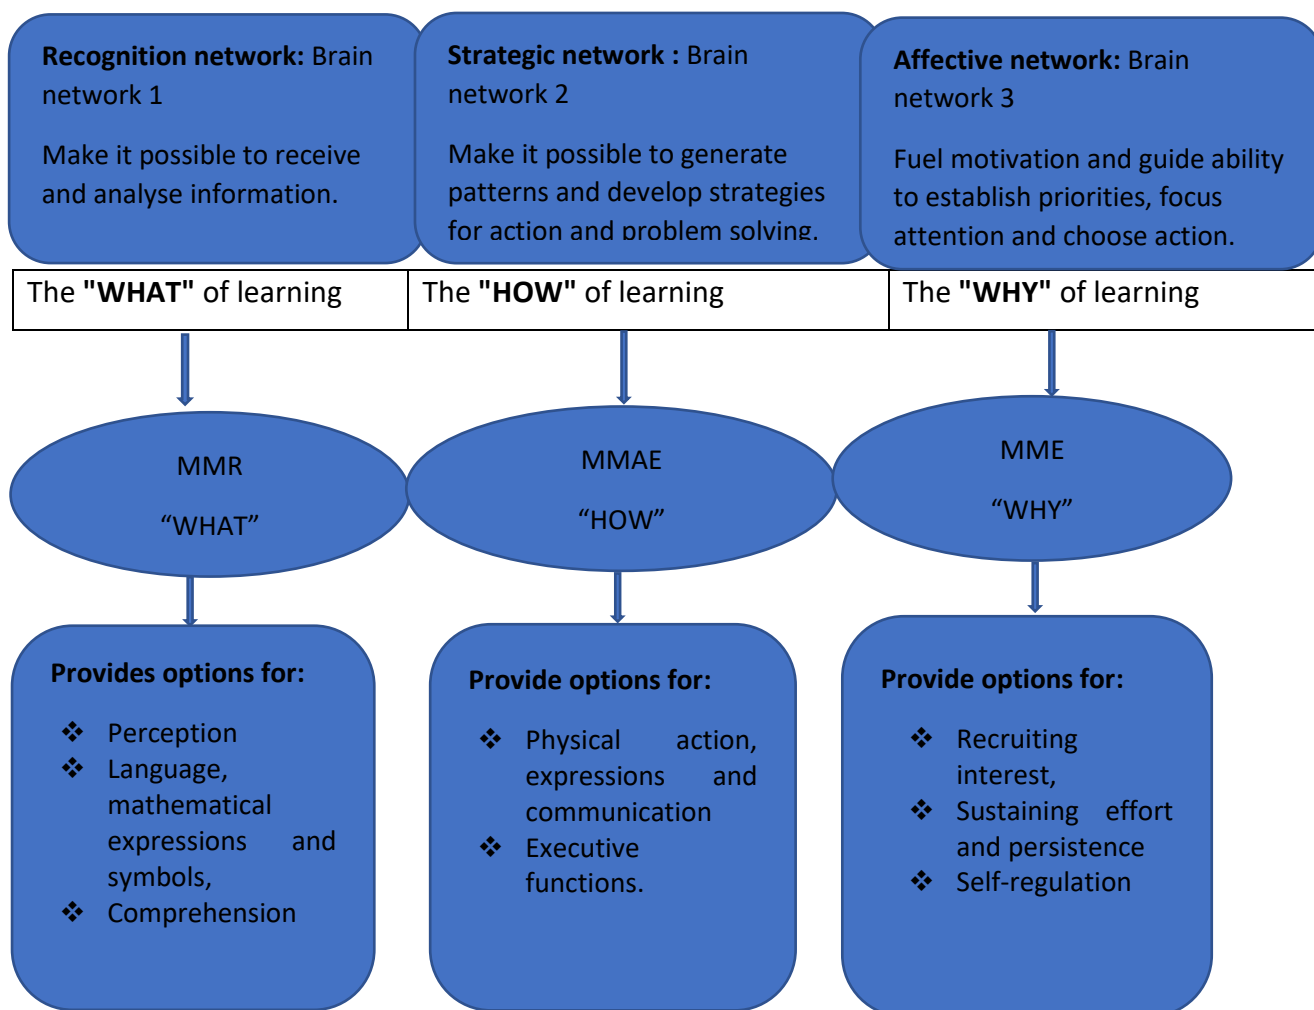 Recognition network: Brain
network 1
Make it possible to receive
and analyse information.
Strategic network : Brain
network 2
Make it possible to generate
patterns and develop strategies
for action and problem solving.
Affective network: Brain
network 3
Fuel motivation and guide ability
to establish priorities, focus
attention and choose action.
The "WHAT" of learning
The "HOW" of learning
The "WHY" of learning
MMR
“WHAT”
MMAE
“HOW”
MME
“WHY”
Provides options for:
❖ Perception
❖ Language,
mathematical
expressions and
symbols,
❖ Comprehension
Provide options for:
❖ Physical action,
expressions and
communication
❖ Executive
functions.
Provide options for:
❖ Recruiting
interest,
❖ Sustaining effort
and persistence
❖ Self-regulation